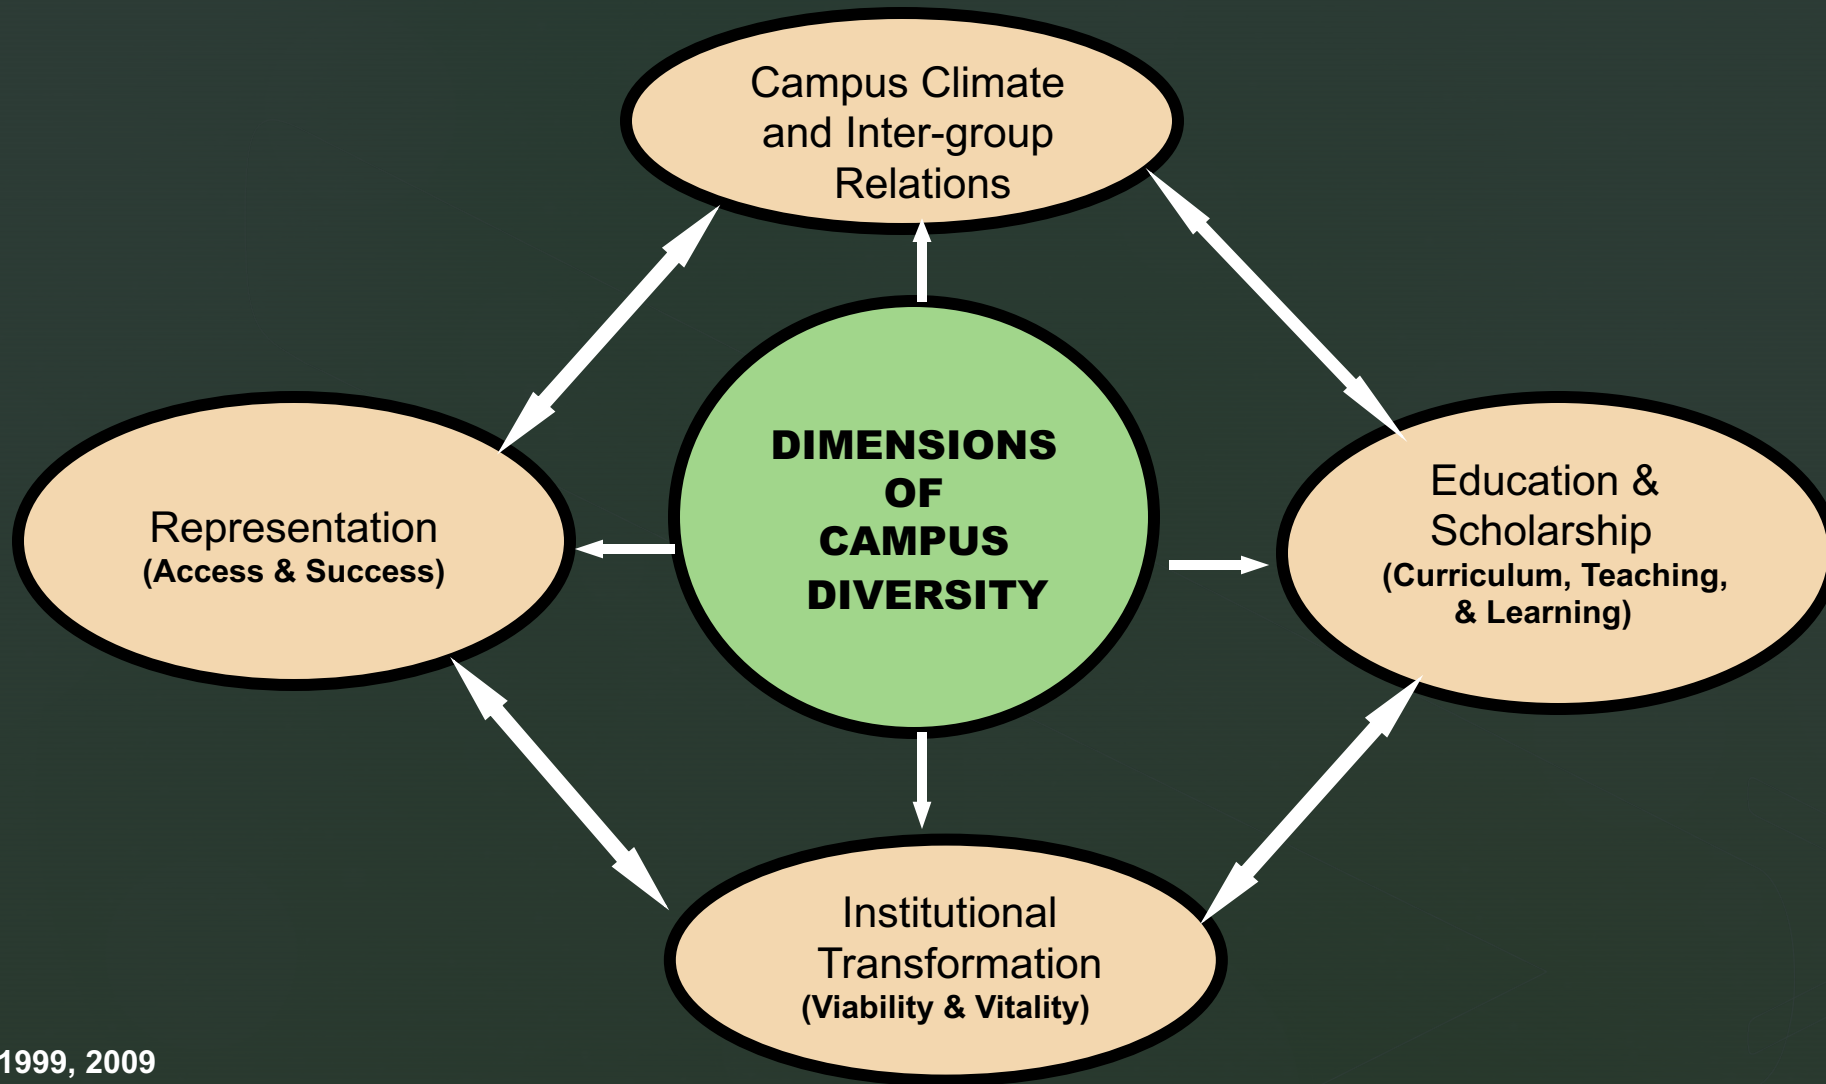 Campus Climate
and Inter-group
Relations
DIMENSIONS
OF
CAMPUS
DIVERSITY
Representation
(Access & Success)
Education &
Scholarship
(Curriculum, Teaching,
& Learning)
Institutional
Transformation
(Viability & Vitality)
1999, 2009